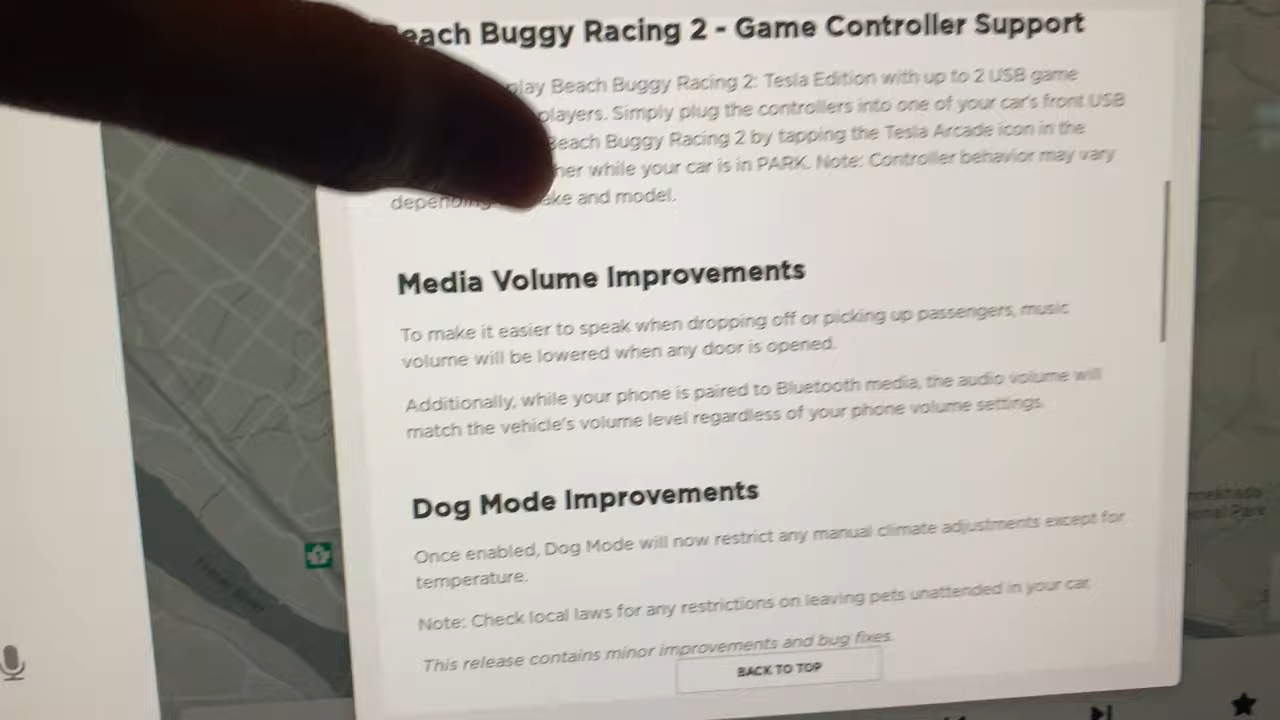 each Buggy Racing 2 - Game Controller Support
play Beach Buggy Racing 2: Tesla Edition with up to 2 USB game
players. Simply plug the controllers into one of your car's front USB
Beach Buggy Racing 2 by tapping the Tesla Arcade icon in the
her while your car is in PARK. Note: Controller behavior may vary
depending ake and model.
Media Volume Improvements
To make it easier to speak when dropping off or picking up passengers, music
volume will be lowered when any door is opened.
Additionally, while your phone is paired to Bluetooth media, the audio volume will
match the vehicle's volume level regardless of your phone volume settings.
Dog Mode Improvements
Once enabled, Dog Mode will now restrict any manual climate adjustments except for
temperature.
Note: Check local laws for any restrictions on leaving pets unattended in your car.
This release contains minor improvements and bug fixes.
BACK TO TOP